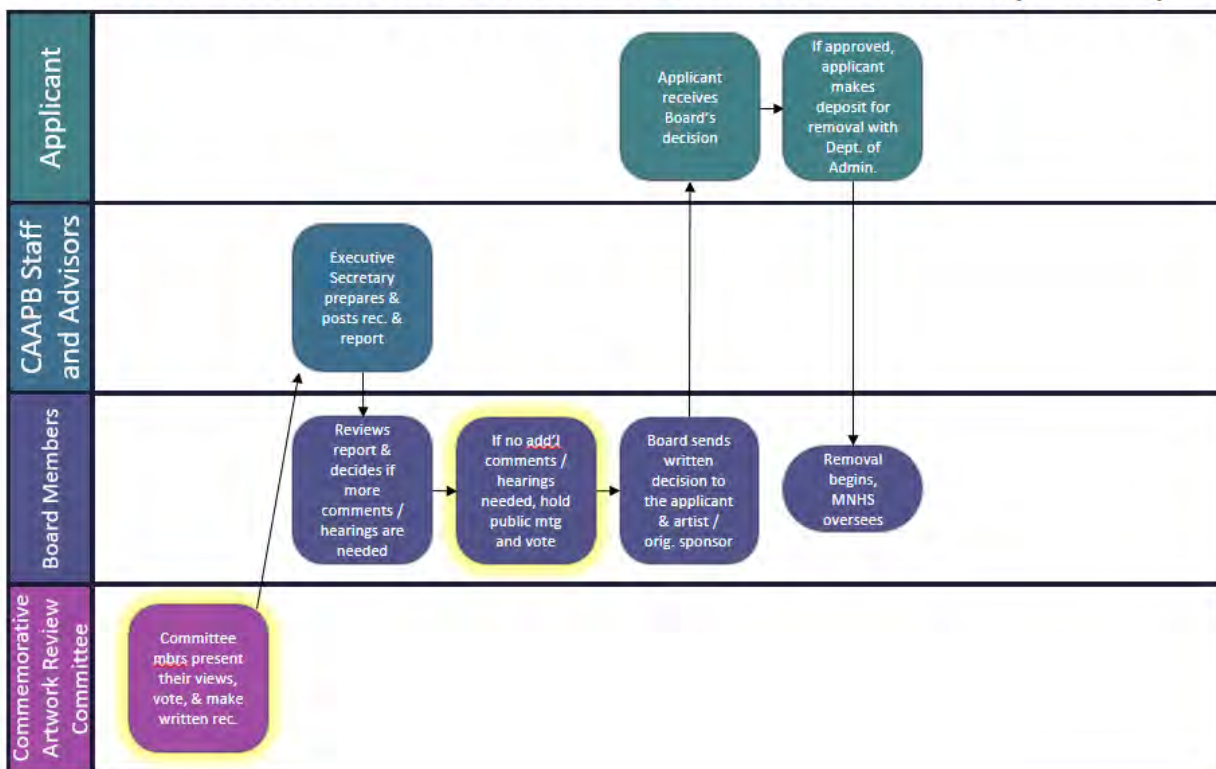 Applicant
Applicant
receives
Board's
decision
If approved,
applicant
makes
deposit for
removal with
Dept. of
Admin.
CAAPB Staff
and Advisors
Executive
Secretary
prepares &
posts rec. &
report
Board Members
Reviews
report &
decides if
more
comments /
hearings are
needed
If no add'l
comments /
hearings
needed, hold
public mtg
and vote
Board sends
written
decision to
the applicant
& artist /
orig. sponsor
Removal
begins,
MNHS
oversees
Commemorative
Artwork Review
Committee
Committee
mbrs present
their views,
vote, & make
written rec.